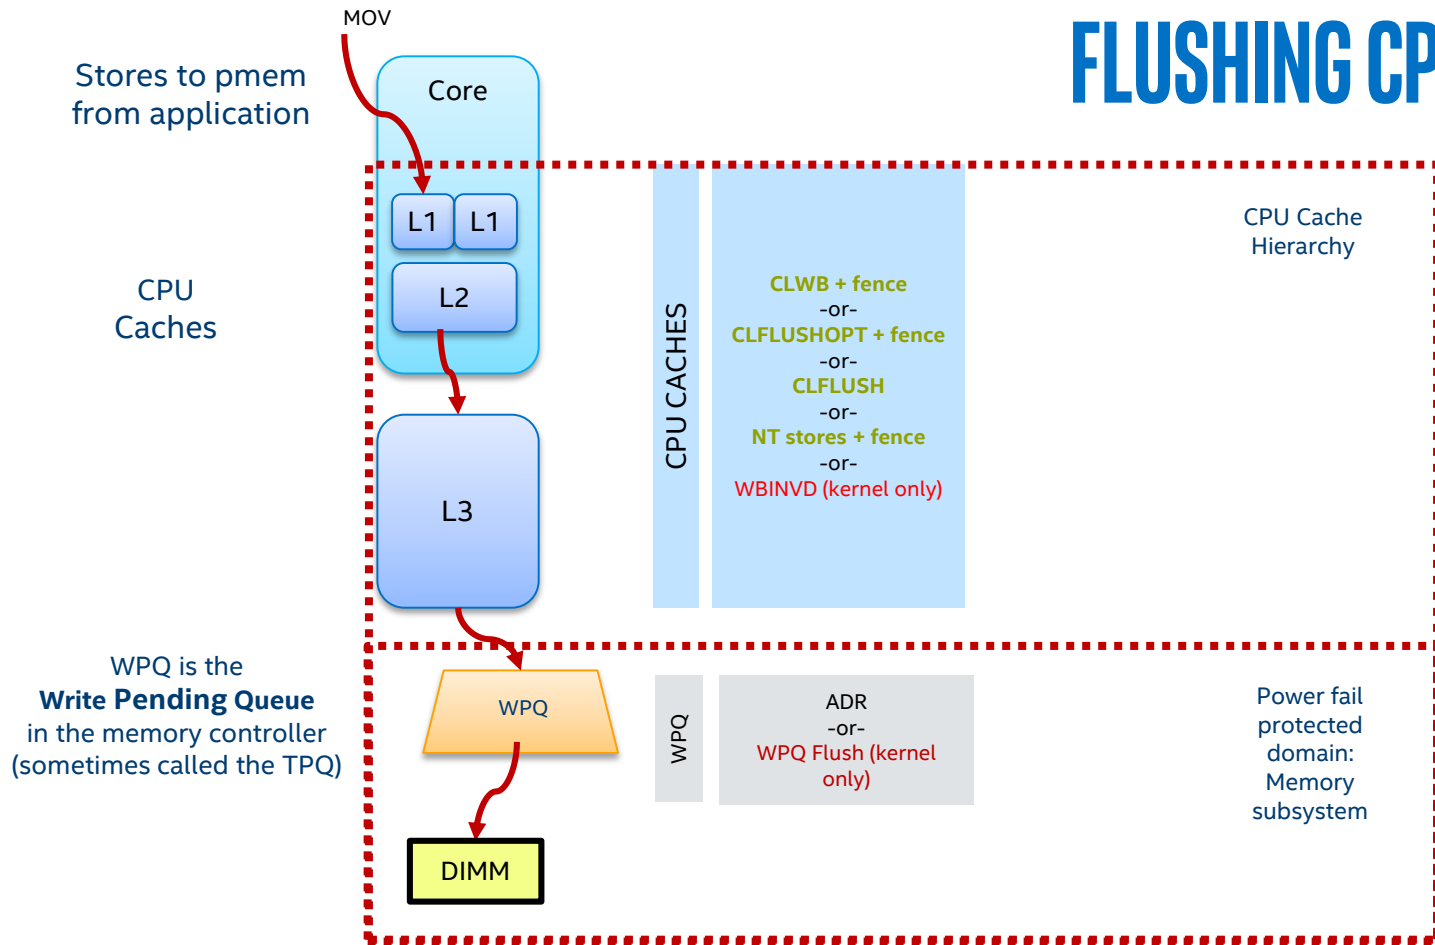 MOV
FLUSHING CP
Stores to pmem
from application
Core
L1 L1
L2
CPU
Caches
L3
CPU CACHES
CLWB + fence
-or-
CLFLUSHOPT + fence
-or-
CLFLUSH
-or-
NT stores + fence
-or-
WBINVD (kernel only)
CPU Cache
Hierarchy
WPQ is the
Write Pending Queue
in the memory controller
(sometimes called the TPQ)
WPQ
DIMM
WPQ
ADR
-or-
WPQ Flush (kernel
only)
Power fail
protected
domain:
Memory
subsystem